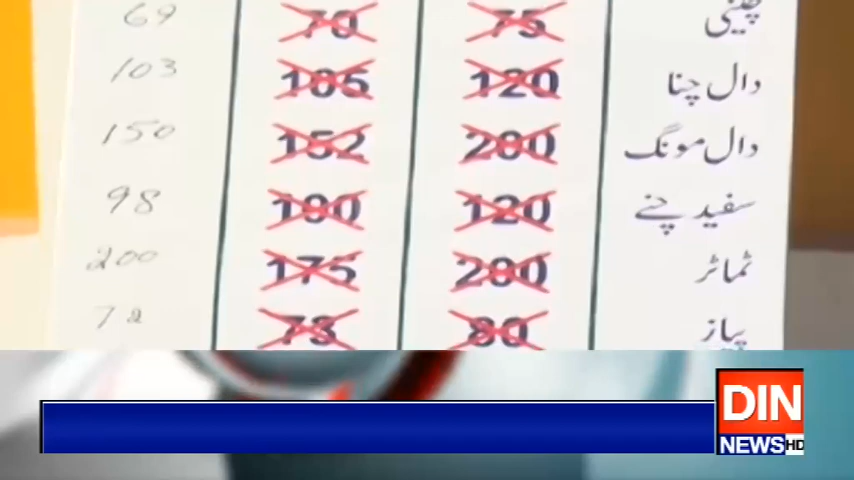 چینی 75 70 69
دال چنا 120 105 103
دال مونگ 200 152 150
سفید چنے 120 100 98
ٹماٹر 200 175 200
پیاز 80 73 72
DIN
NEWS HD